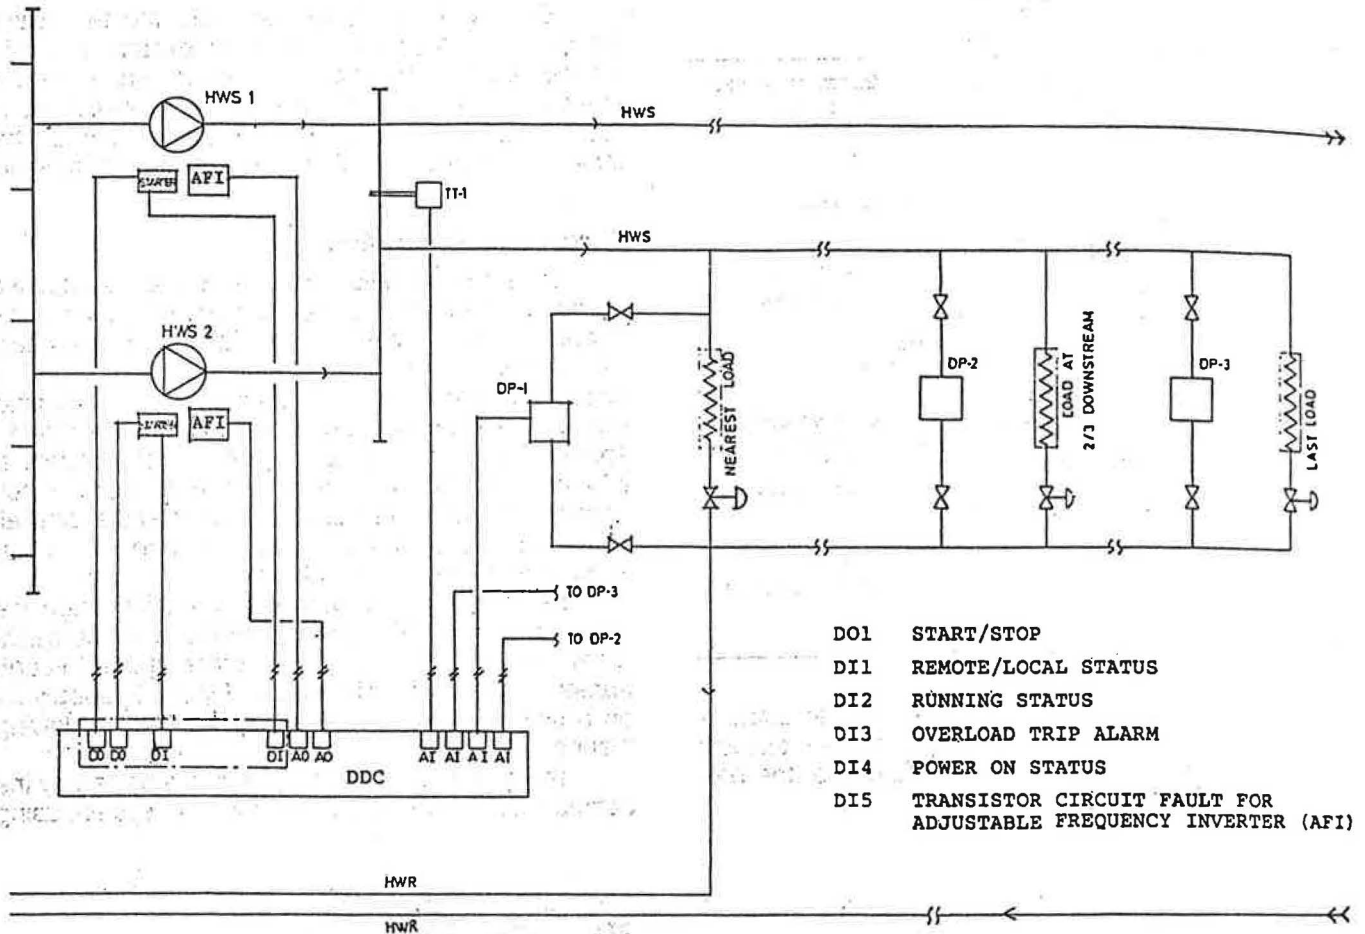 HWS 1
HWS
STARTER
AFI
TT-1
HWS
HWS 2
DP-1
NEAREST LOAD
DP-2
LOAD AT
2/3 DOWNSTREAM
DP-3
LAST LOAD
AFI
TO DP-3
TO DP-2
DO1 START/STOP
DI1 REMOTE/LOCAL STATUS
DI2 RUNNING STATUS
DI3 OVERLOAD TRIP ALARM
DI4 POWER ON STATUS
DI5 TRANSISTOR CIRCUIT FAULT FOR
ADJUSTABLE FREQUENCY INVERTER (AFI)
DO DO DI DI AO AO AI AI AI AI
DDC
HWR
HWR